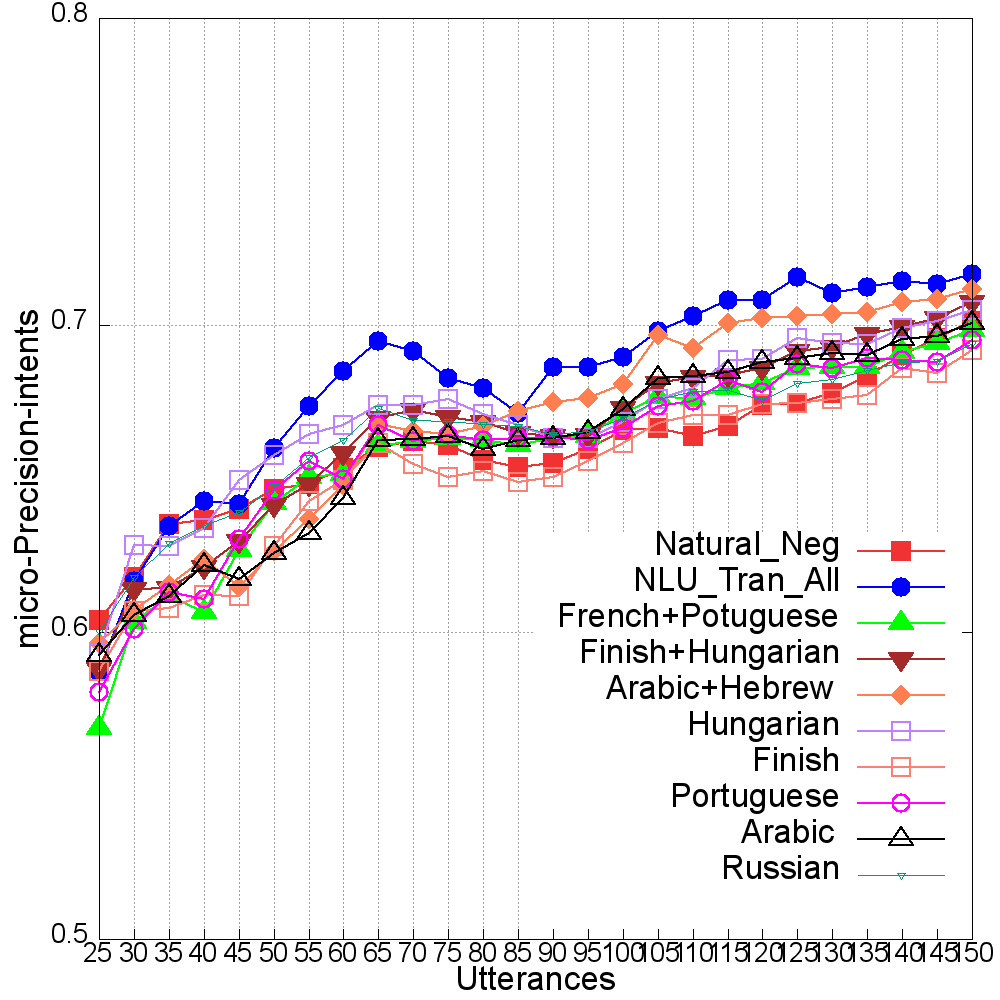 0.8
0.7
0.6
0.5
micro-Precision-intents
Natural_Neg
NLU_Tran_All
French+Potuguese
Finish+Hungarian
Arabic+Hebrew
Hungarian
Finish
Portuguese
Arabic
Russian
25 30 35 40 45 50 55 60 65 70 75 80 85 90 95 100 105 110 115 120 125 130 135 140 145 150
Utterances